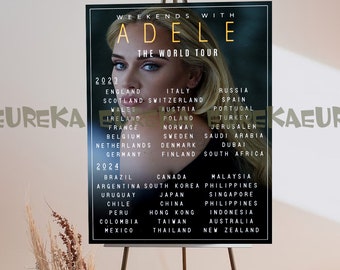 WEEKENDS WITH
ADELE
THE WORLD TOUR
2023
ENGLAND ITALY RUSSIA
SCOTLAND SWITZERLAND SPAIN
WALES AUSTRIA PORTUGAL
IRELAND POLAND TURKEY
FRANCE NORWAY JERUSALEM
BELGIUM SWEDEN SAUDI ARABIA
NETHERLANDS DENMARK DUBAI
GERMANY FINLAND SOUTH AFRICA
2024
BRAZIL CANADA MALAYSIA
ARGENTINA SOUTH KOREA PHILIPPINES
URUGUAY JAPAN SINGAPORE
CHILE CHINA PHILIPPINES
PERU HONG KONG INDONESIA
COLOMBIA TAIWAN AUSTRALIA
MEXICO THAILAND NEW ZEALAND
EUREKA EUREKA